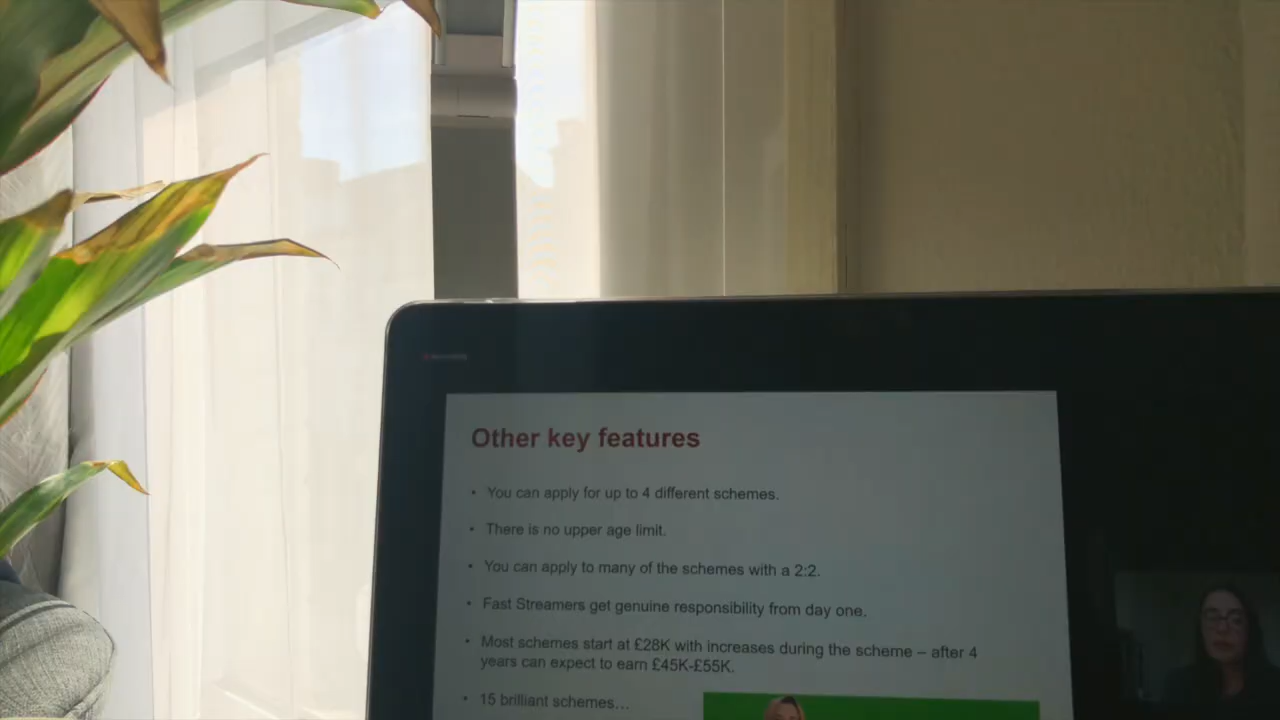 Other key features
• You can apply for up to 4 different schemes.
• There is no upper age limit.
• You can apply to many of the schemes with a 2:2.
• Fast Streamers get genuine responsibility from day one.
• Most schemes start at £28K with increases during the scheme – after 4
years can expect to earn £45K-£55K.
• 15 brilliant schemes...